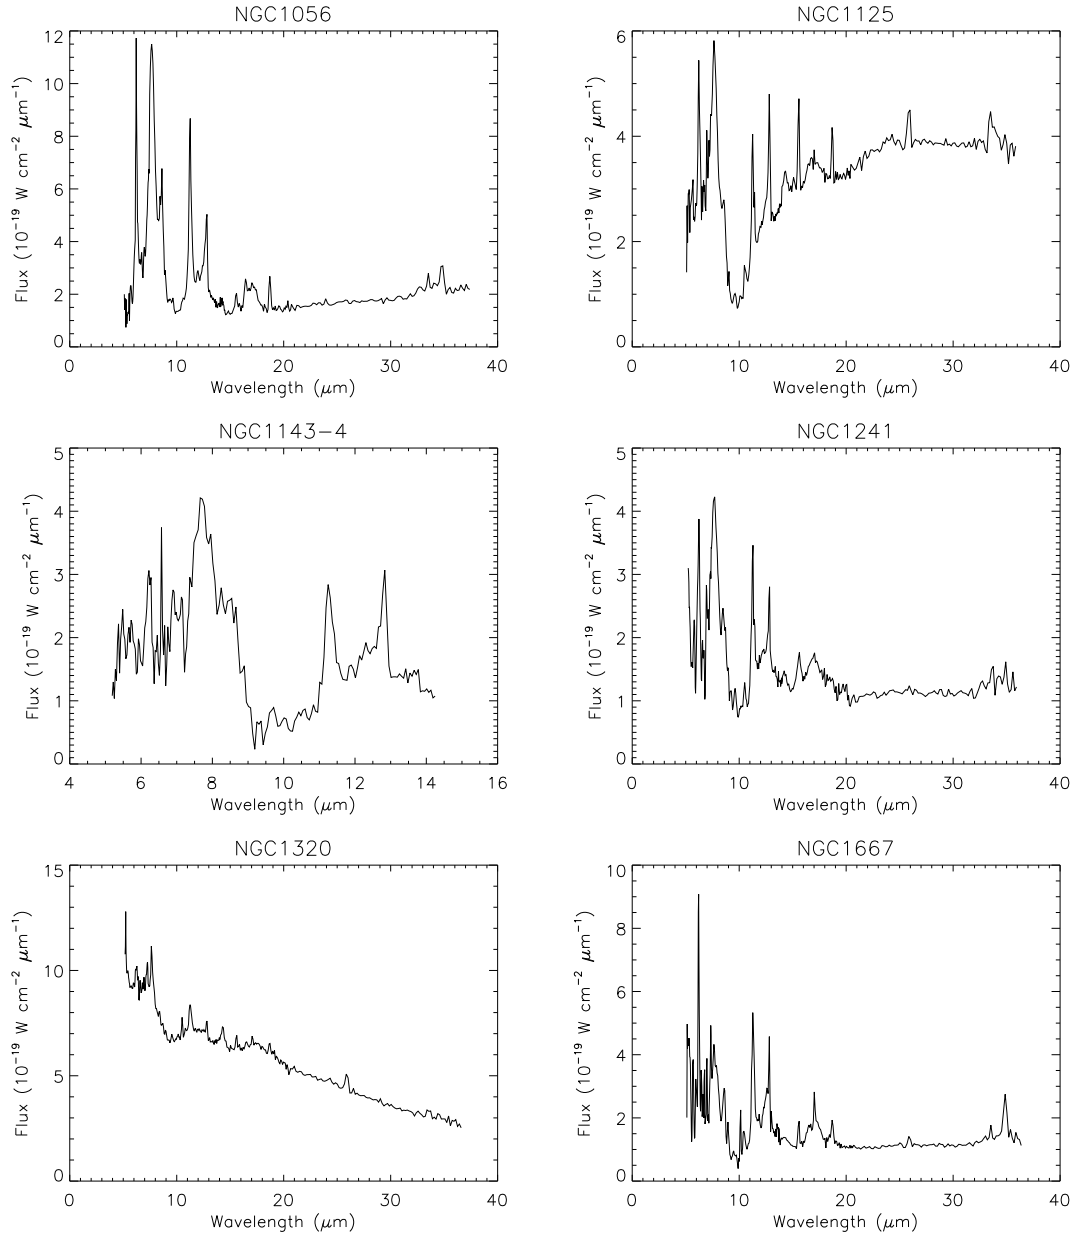 NGC1056
12
10
8
6
4
2
0
Flux (10⁻¹⁹ W cm⁻² μm⁻¹)
0 10 20 30 40
Wavelength (μm)
NGC1125
6
4
2
0
Flux (10⁻¹⁹ W cm⁻² μm⁻¹)
0 10 20 30 40
Wavelength (μm)
NGC1143−4
5
4
3
2
1
0
Flux (10⁻¹⁹ W cm⁻² μm⁻¹)
4 6 8 10 12 14 16
Wavelength (μm)
NGC1241
5
4
3
2
1
0
Flux (10⁻¹⁹ W cm⁻² μm⁻¹)
0 10 20 30 40
Wavelength (μm)
NGC1320
15
10
5
0
Flux (10⁻¹⁹ W cm⁻² μm⁻¹)
0 10 20 30 40
Wavelength (μm)
NGC1667
10
8
6
4
2
0
Flux (10⁻¹⁹ W cm⁻² μm⁻¹)
0 10 20 30 40
Wavelength (μm)